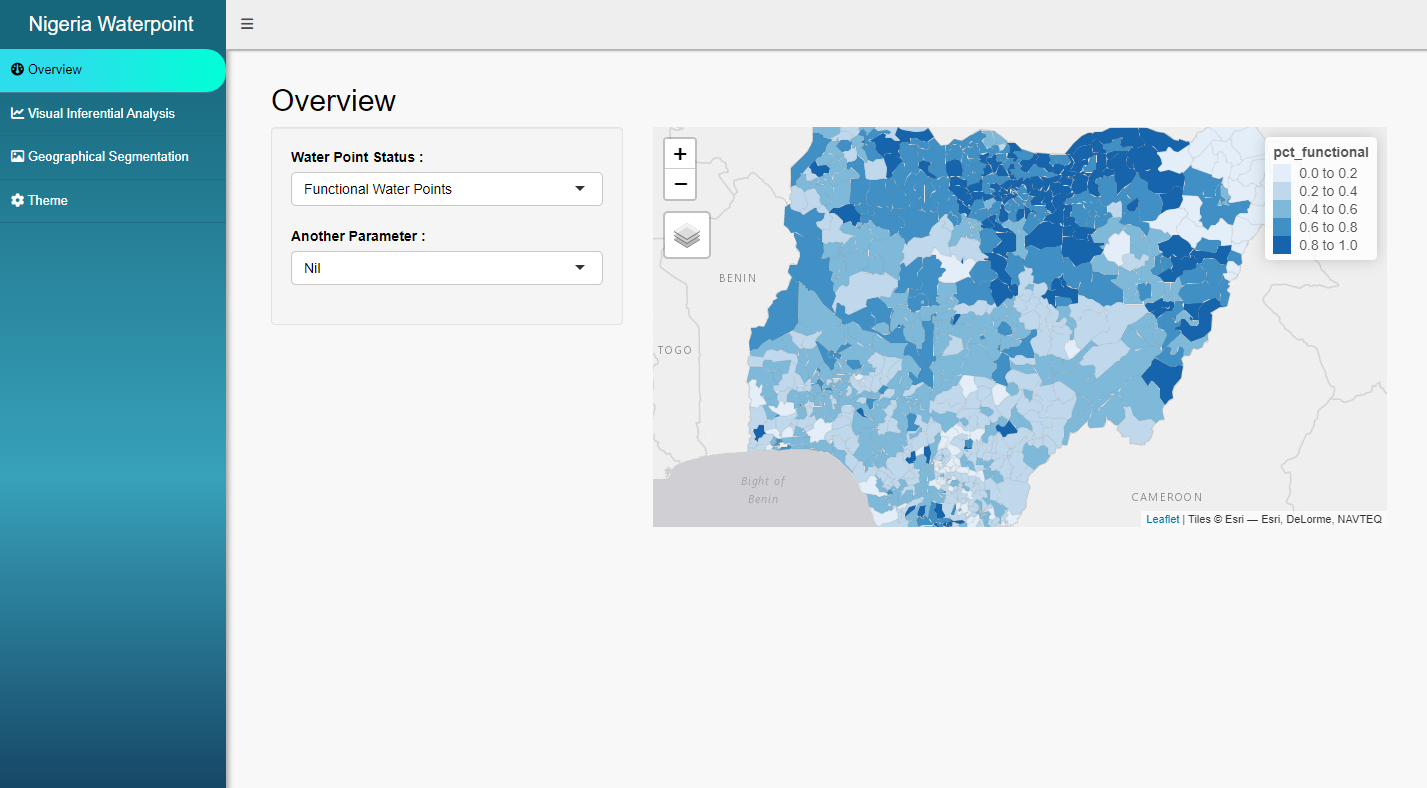 Nigeria Waterpoint
Overview
Visual Inferential Analysis
Geographical Segmentation
Theme
Overview
Water Point Status :
Functional Water Points
Another Parameter :
Nil
+
−
BENIN
TOGO
Bight of
Benin
CAMEROON
pct_functional
0.0 to 0.2
0.2 to 0.4
0.4 to 0.6
0.6 to 0.8
0.8 to 1.0
Leaflet | Tiles © Esri — Esri, DeLorme, NAVTEQ